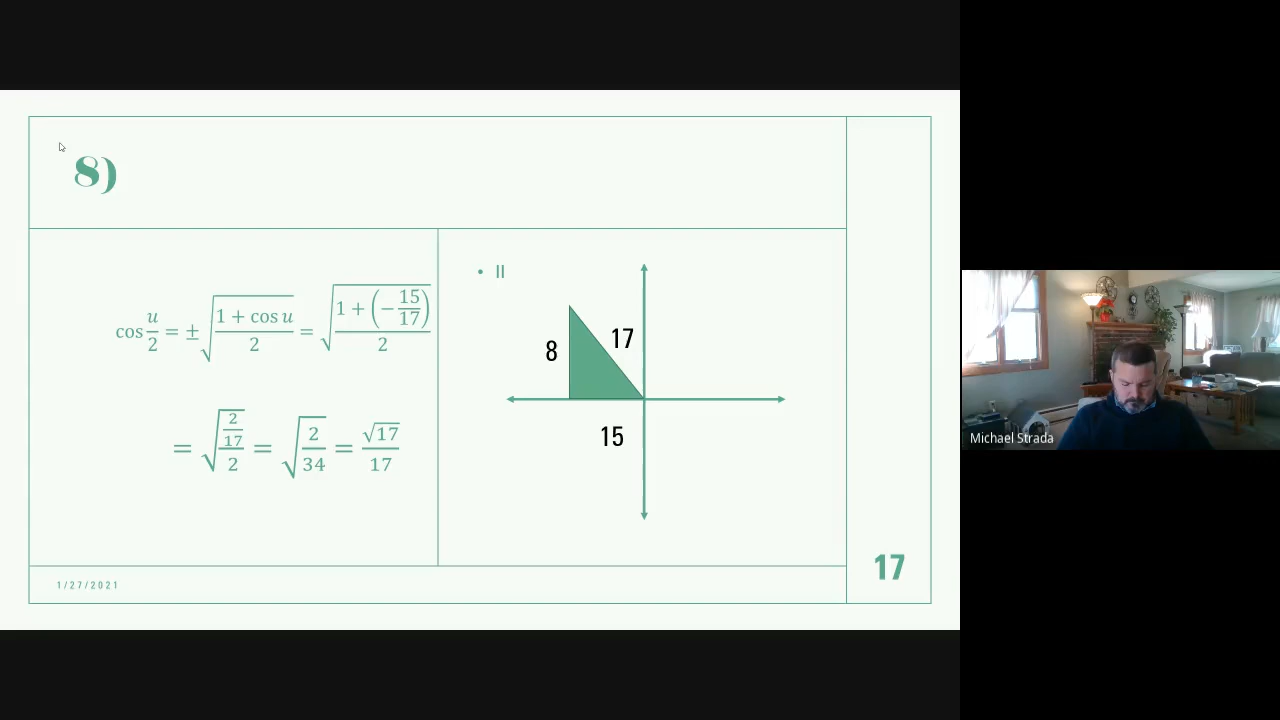 8)
cos u/2 = ± √((1 + cos u)/2) = √((1 + (−15/17))/2)
= √((2/17)/2) = √(2/34) = √17/17
• II
8
17
15
1/27/2021
17
Michael Strada